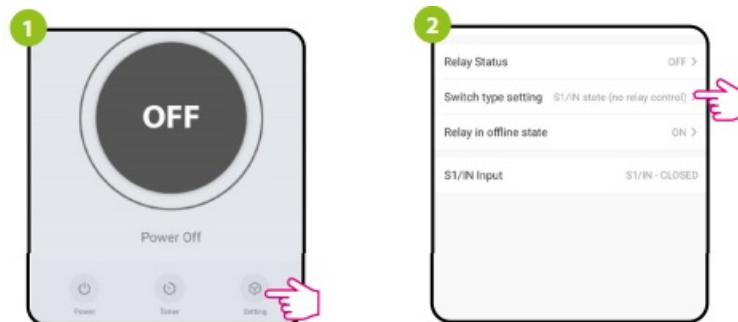 1
OFF
Power Off
Power
Timer
Setting
2
Relay Status OFF >
Switch type setting S1/IN state (no relay control) >
Relay in offline state ON >
S1/IN Input S1/IN - CLOSED